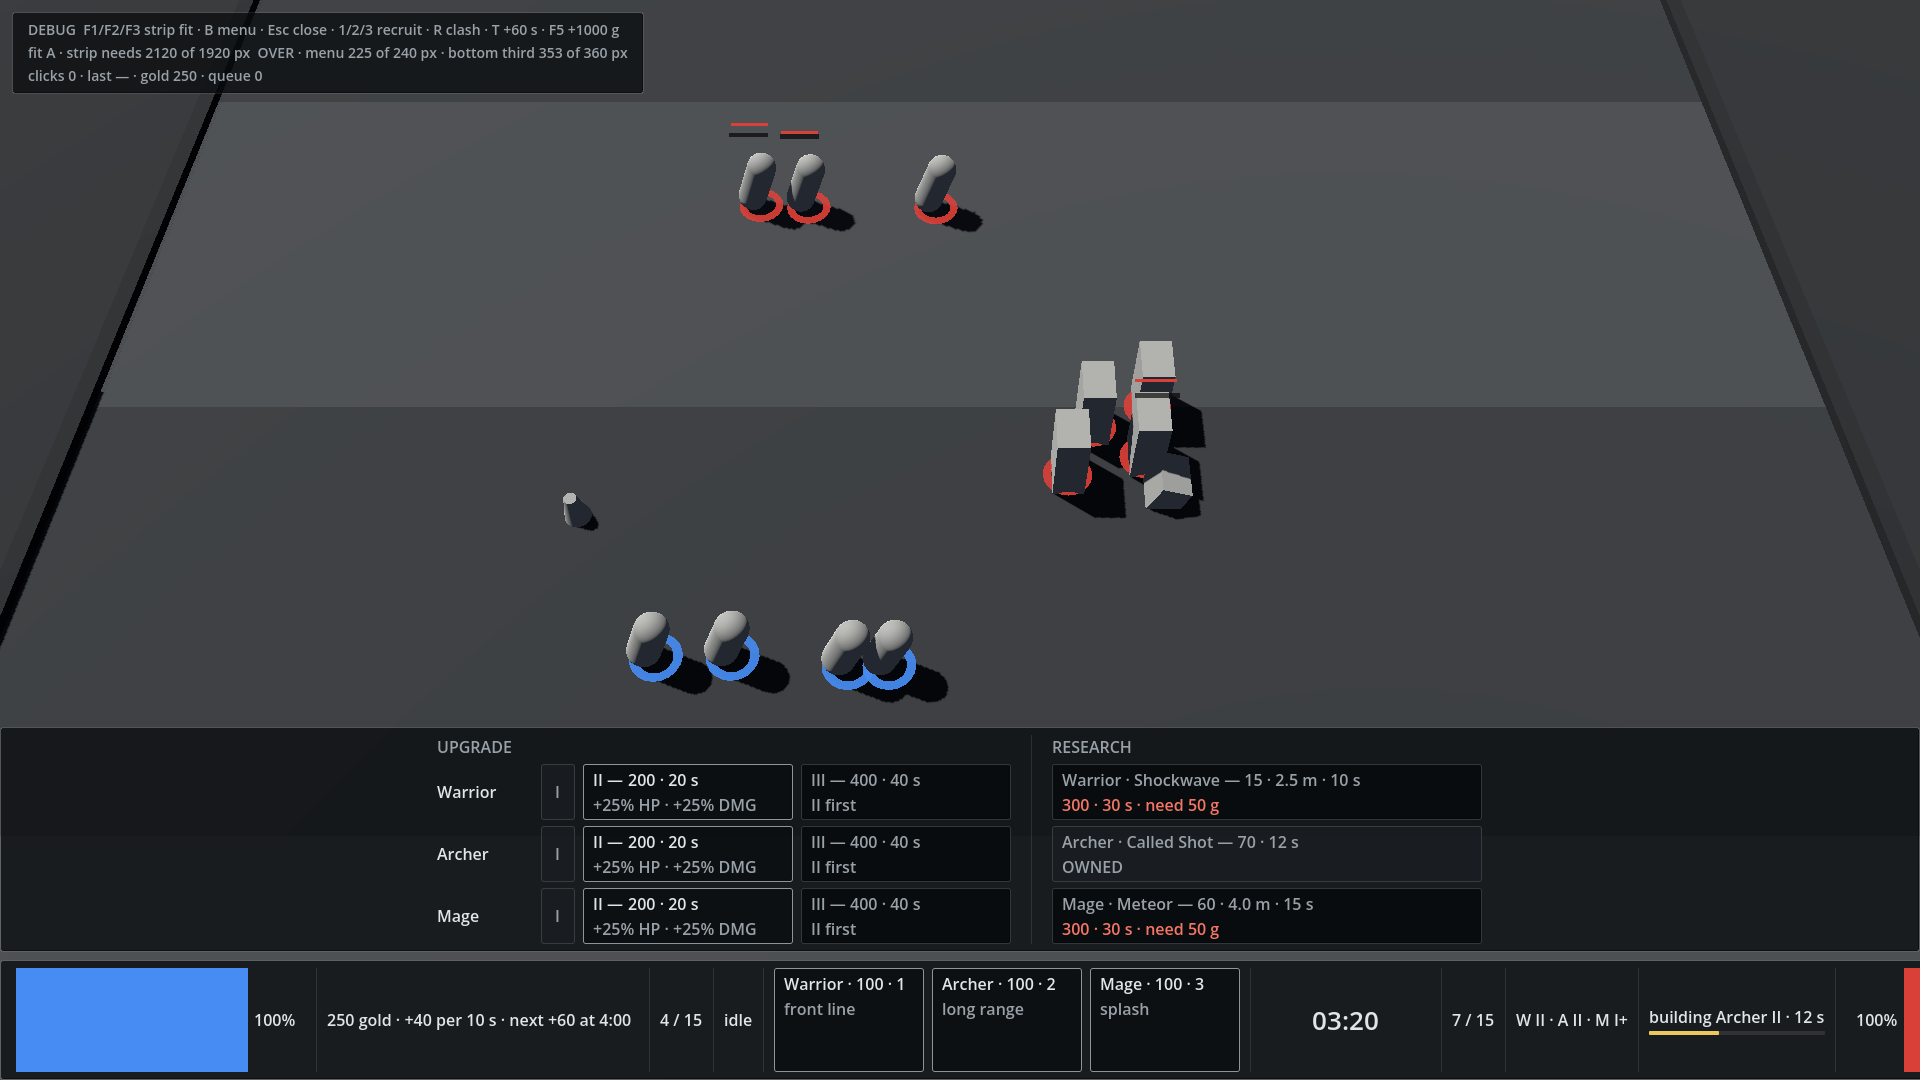 DEBUG F1/F2/F3 strip fit · B menu · Esc close · 1/2/3 recruit · R clash · T +60 s · F5 +1000 g
fit A · strip needs 2120 of 1920 px OVER · menu 225 of 240 px · bottom third 353 of 360 px
clicks 0 · last — · gold 250 · queue 0
UPGRADE
Warrior
I
II — 200 · 20 s
+25% HP · +25% DMG
III — 400 · 40 s
II first
Archer
I
II — 200 · 20 s
+25% HP · +25% DMG
III — 400 · 40 s
II first
Mage
I
II — 200 · 20 s
+25% HP · +25% DMG
III — 400 · 40 s
II first
RESEARCH
Warrior · Shockwave — 15 · 2.5 m · 10 s
300 · 30 s · need 50 g
Archer · Called Shot — 70 · 12 s
OWNED
Mage · Meteor — 60 · 4.0 m · 15 s
300 · 30 s · need 50 g
100%
250 gold · +40 per 10 s · next +60 at 4:00
4 / 15
idle
Warrior · 100 · 1
front line
Archer · 100 · 2
long range
Mage · 100 · 3
splash
03:20
7 / 15
W II · A II · M I+
building Archer II · 12 s
100%